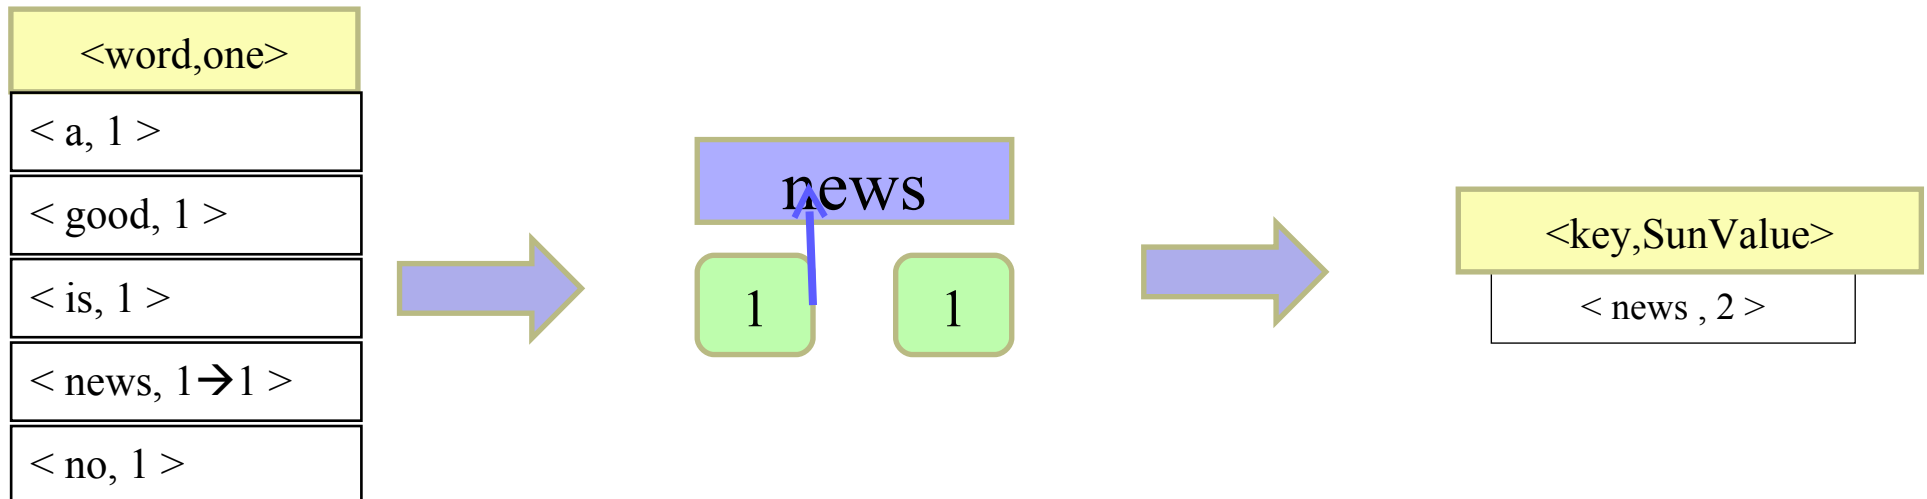 <word,one>
< a, 1 >
< good, 1 >
< is, 1 >
< news, 1→1 >
< no, 1 >
news
1 1
<key,SunValue>
< news , 2 >